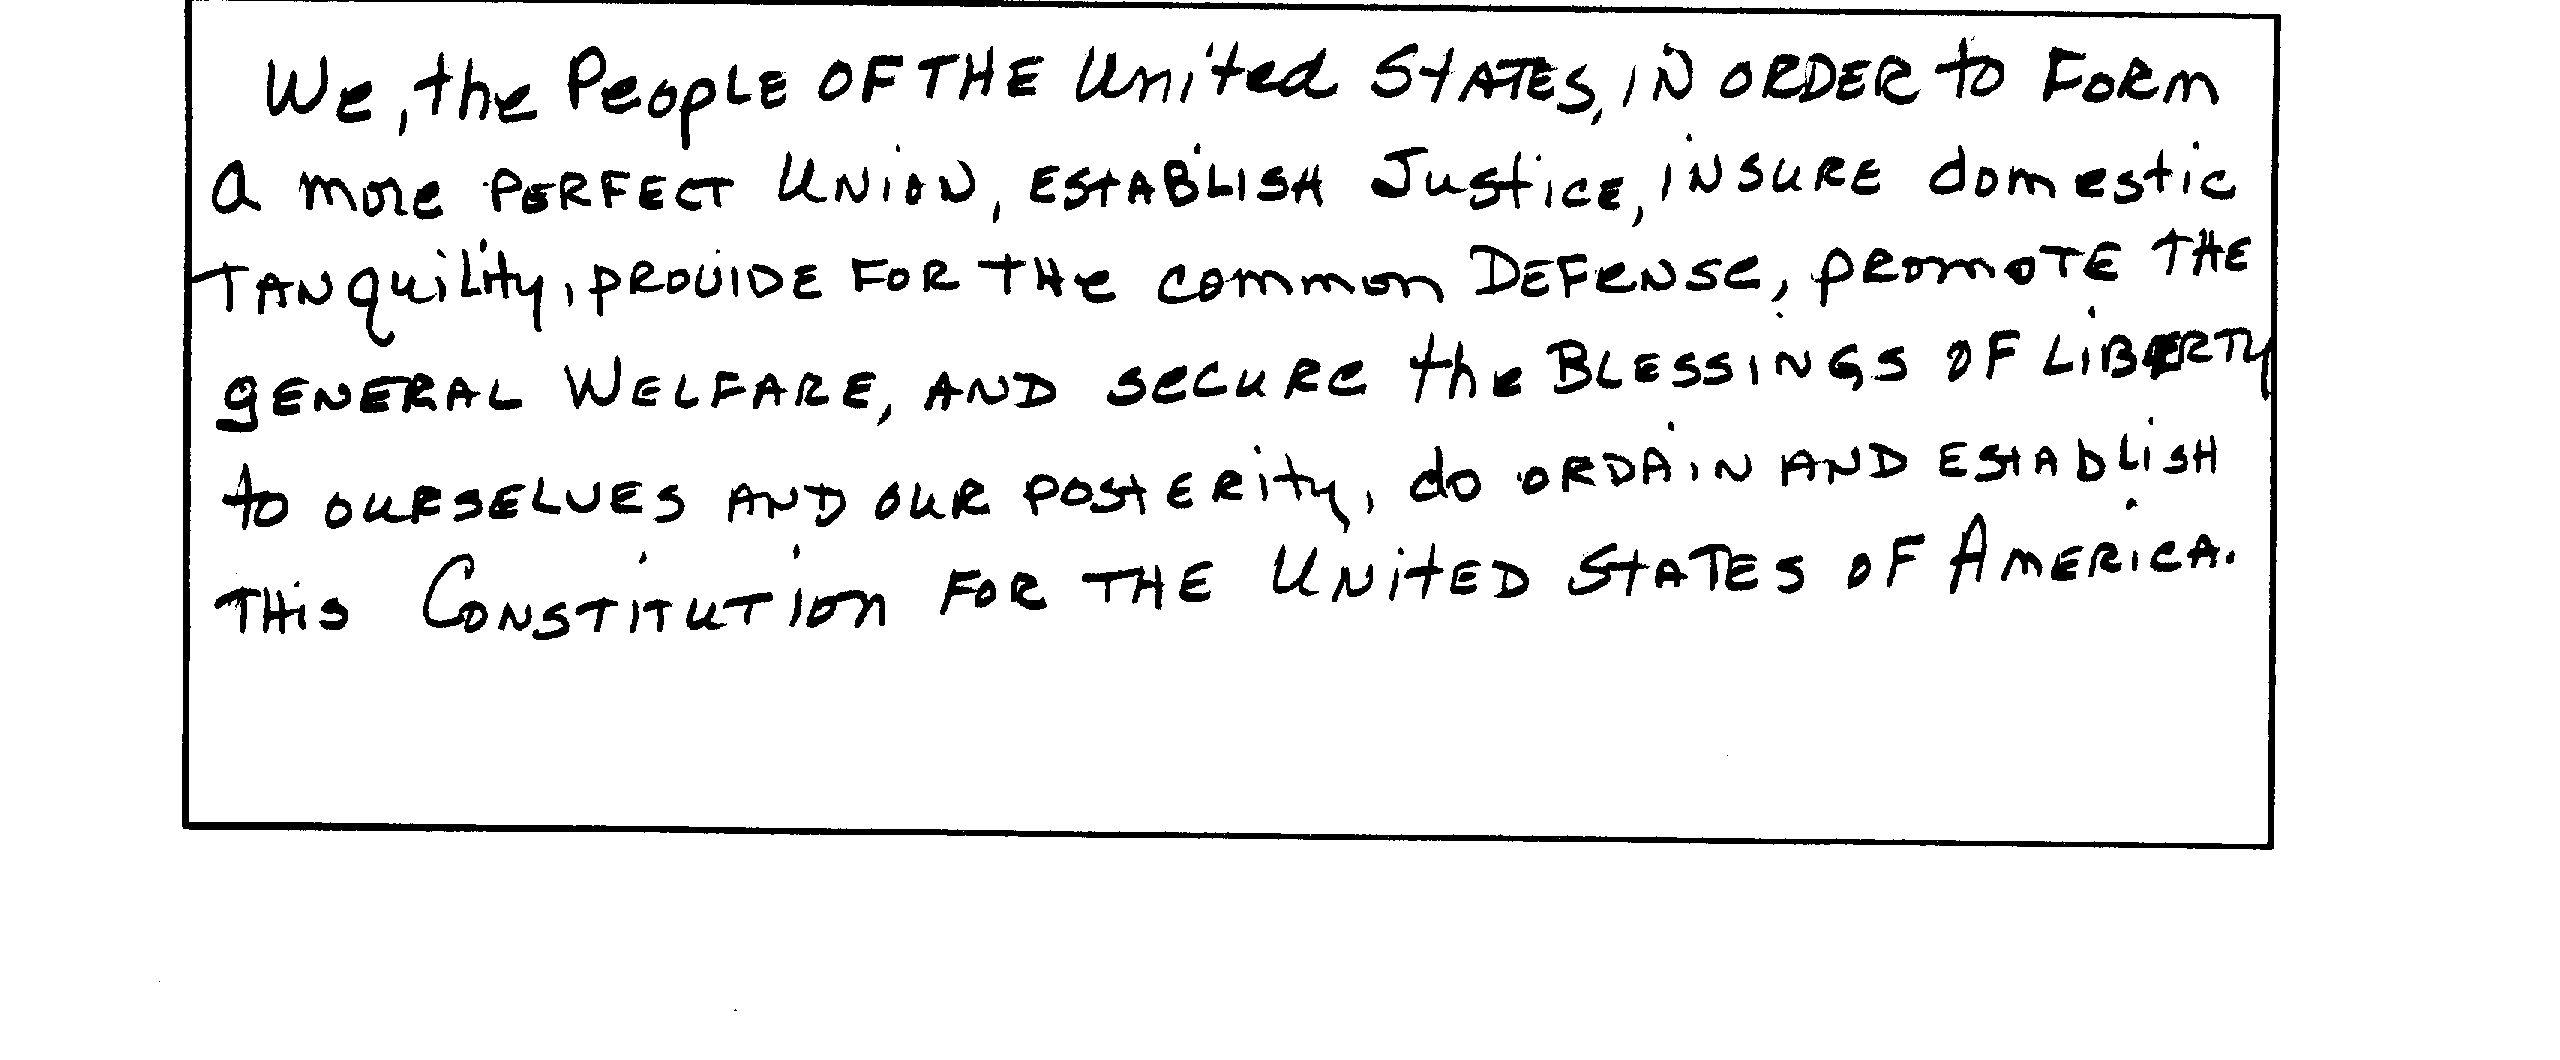 We, the People OF THE United StATES, IN ORDER to FORM
a more PERFECT UNION, EStABLISH Justice, INSURE domestic
TANquility, PROVIDE FOR THe common DEFeNSe, PRomoTE THE
gENERAL WELFARE, AND SeCURe the BLESSINGS OF LiBERTy
to OURSELVES AND OUR POStERity, do ORDAIN AND EStAbLiSH
THiS CONSTITUTIon FOR THE UNitED StATES OF AMERICA.